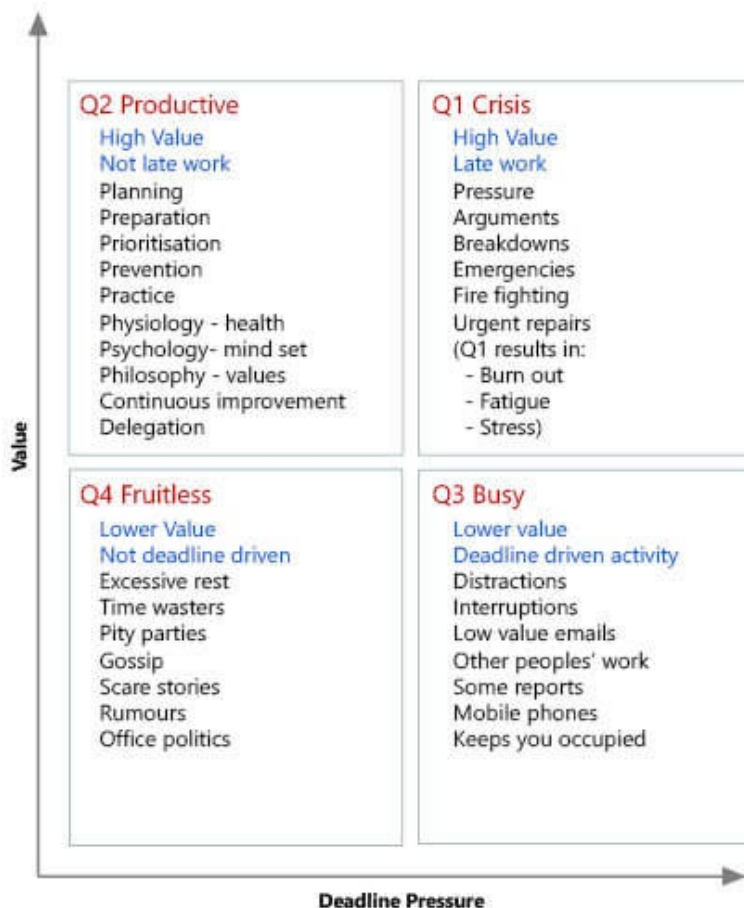 Q2 Productive
High Value
Not late work
Planning
Preparation
Prioritisation
Prevention
Practice
Physiology - health
Psychology- mind set
Philosophy - values
Continuous improvement
Delegation
Q1 Crisis
High Value
Late work
Pressure
Arguments
Breakdowns
Emergencies
Fire fighting
Urgent repairs
(Q1 results in:
- Burn out
- Fatigue
- Stress)
Value
Q4 Fruitless
Lower Value
Not deadline driven
Excessive rest
Time wasters
Pity parties
Gossip
Scare stories
Rumours
Office politics
Q3 Busy
Lower value
Deadline driven activity
Distractions
Interruptions
Low value emails
Other peoples' work
Some reports
Mobile phones
Keeps you occupied
Deadline Pressure